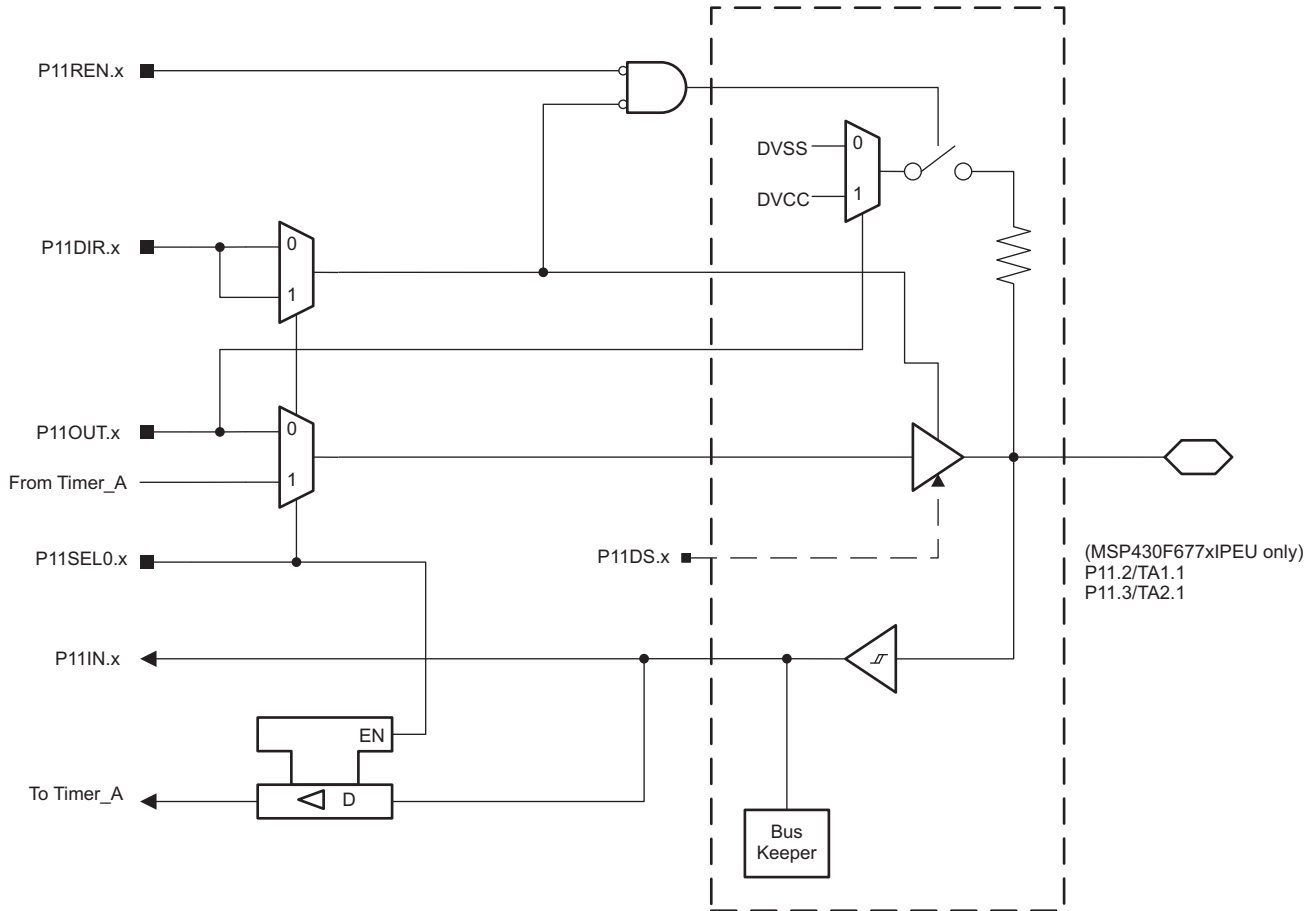 P11REN.x
DVSS
0
DVCC
1
P11DIR.x
0
1
P11OUT.x
0
From Timer_A
1
P11SEL0.x
P11DS.x
(MSP430F677xIPEU only)
P11.2/TA1.1
P11.3/TA2.1
P11IN.x
EN
To Timer_A
D
Bus
Keeper